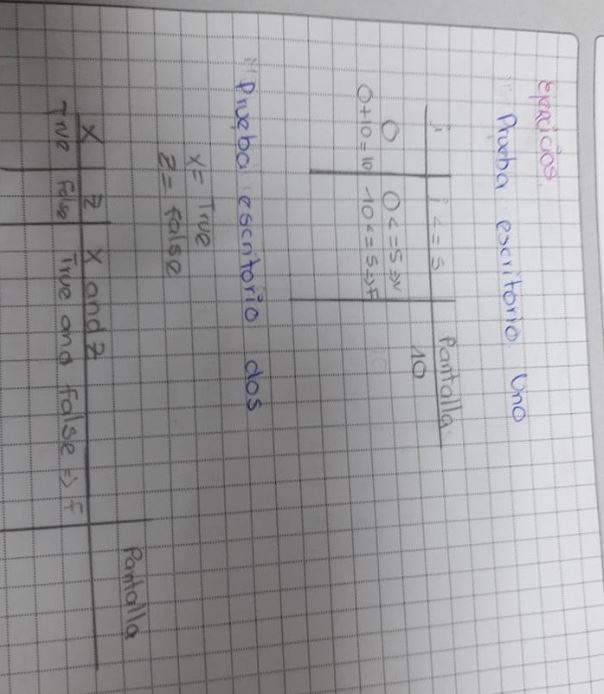 ejercicios.
"Prueba escritorio Uno
i | i <= 5 | Pantalla
0 | 0 <= 5 => V | 10
0+10=10 | 10 <= 5 => F
"Prueba escritorio dos
x = True
z = false
X | Z | X and Z | Pantalla
True | False | True and false => F